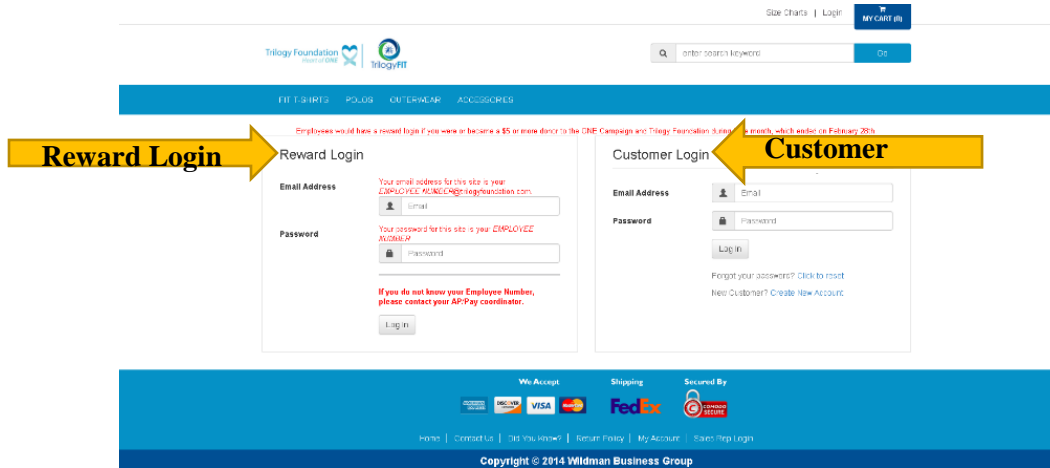 Size Charts | Login
MY CART (0)
Trilogy Foundation
Heart of ONE
TrilogyFIT
enter search keyword
Go
FIT T-SHIRTS POLOS OUTERWEAR ACCESSORIES
Employees would have a reward login if you were or became a $5 or more donor to the ONE Campaign and Trilogy Foundation during month, which ended on February 28th
Reward Login
Customer
Reward Login
Email Address
Your email address for this site is your
EMPLOYEE NUMBER@trilogyfoundation.com.
Email
Password
Your password for this site is your EMPLOYEE
NUMBER
Password
If you do not know your Employee Number,
please contact your AP/Pay coordinator.
Log In
Customer Login
Email Address
Email
Password
Password
Log In
Forgot your password? Click to reset.
New Customer? Create New Account
We Accept Shipping Secured By
DISCOVER VISA MasterCard FedEx COMODO SECURE
Home | Contact Us | Did You Know? | Return Policy | My Account | Sales Rep Login
Copyright © 2014 Wildman Business Group